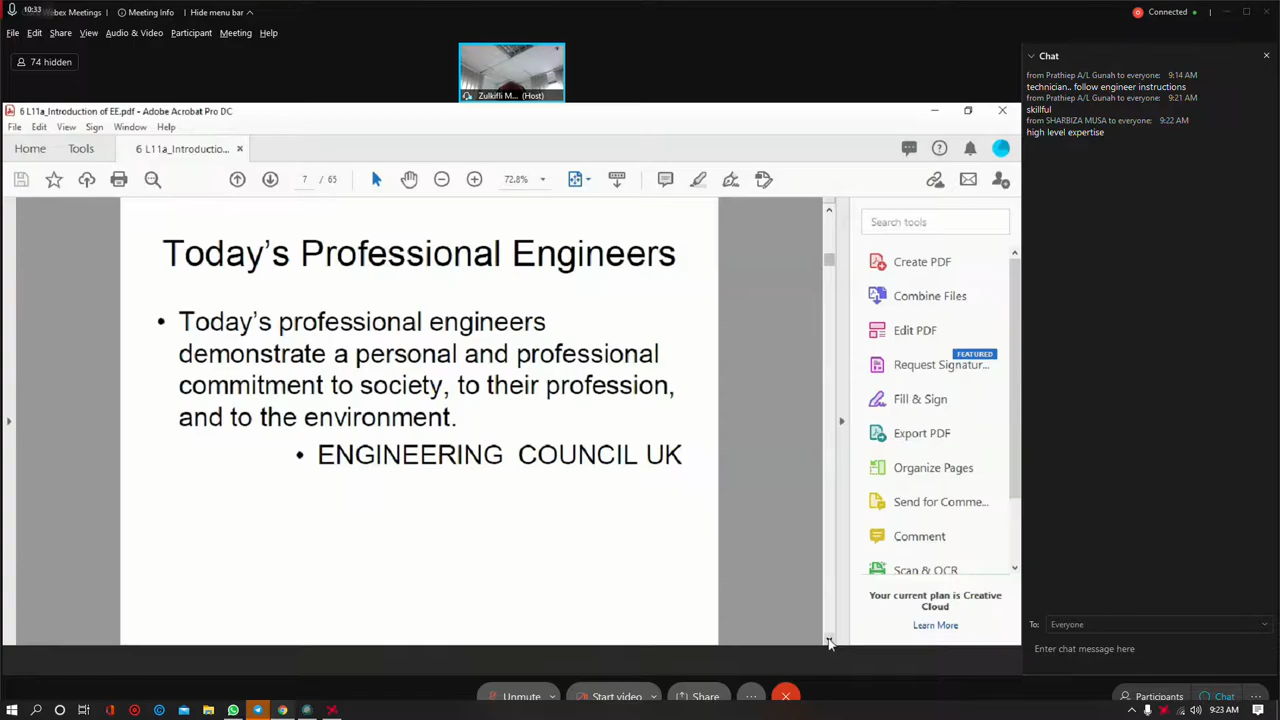 10:33
Webex Meetings
Meeting Info
Hide menu bar
Connected
File Edit Share View Audio & Video Participant Meeting Help
74 hidden
Zulkifli M... (Host)
6 L11a_Introduction of EE.pdf - Adobe Acrobat Pro DC
File Edit View Sign Window Help
Home Tools 6 L11a_Introductio...
7 / 65 72.8%
Today's Professional Engineers
• Today's professional engineers
demonstrate a personal and professional
commitment to society, to their profession,
and to the environment.
• ENGINEERING COUNCIL UK
Search tools
Create PDF
Combine Files
Edit PDF
FEATURED
Request Signatur...
Fill & Sign
Export PDF
Organize Pages
Send for Comme...
Comment
Scan & OCR
Your current plan is Creative
Cloud
Learn More
Chat
from Prathiep A/L Gunah to everyone: 9:14 AM
technician.. follow engineer instructions
from Prathiep A/L Gunah to everyone: 9:21 AM
skillful
from SHARBIZA MUSA to everyone: 9:22 AM
high level expertise
To: Everyone
Enter chat message here
Unmute Start video Share
Participants Chat
9:23 AM